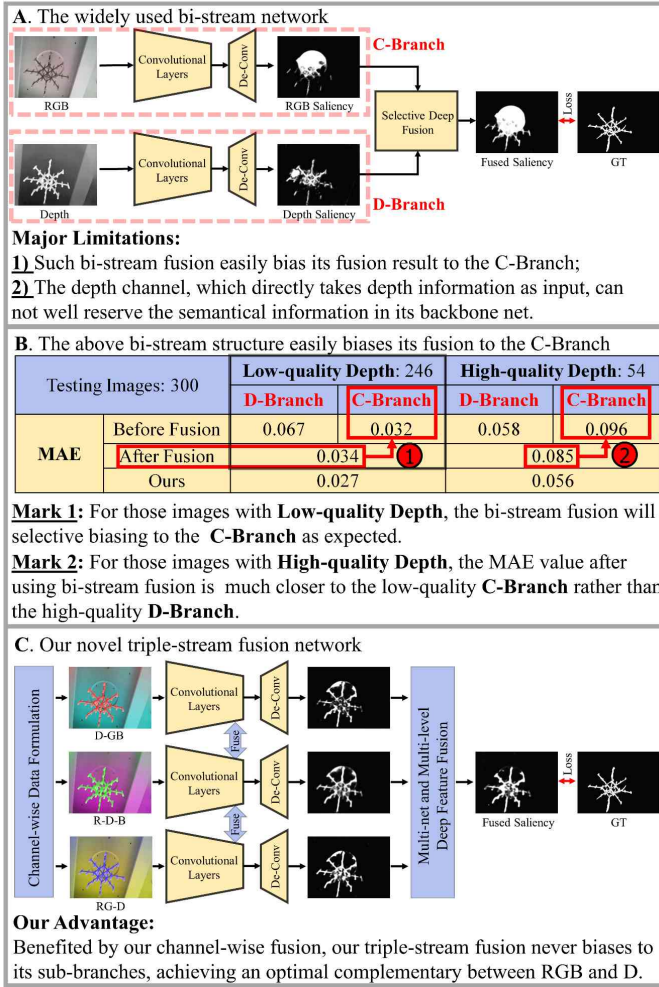 A. The widely used bi-stream network
RGB
Convolutional
Layers
De-Conv
RGB Saliency
C-Branch
Depth
Convolutional
Layers
De-Conv
Depth Saliency
D-Branch
Selective Deep
Fusion
Fused Saliency
Loss
GT
Major Limitations:
1) Such bi-stream fusion easily bias its fusion result to the C-Branch;
2) The depth channel, which directly takes depth information as input, can
not well reserve the semantical information in its backbone net.
B. The above bi-stream structure easily biases its fusion to the C-Branch
Testing Images: 300
Low-quality Depth: 246
High-quality Depth: 54
D-Branch
C-Branch
D-Branch
C-Branch
MAE
Before Fusion
0.067
0.032
0.058
0.096
After Fusion
0.034
1
0.085
2
Ours
0.027
0.056
Mark 1: For those images with Low-quality Depth, the bi-stream fusion will
selective biasing to the C-Branch as expected.
Mark 2: For those images with High-quality Depth, the MAE value after
using bi-stream fusion is much closer to the low-quality C-Branch rather than
the high-quality D-Branch.
C. Our novel triple-stream fusion network
Channel-wise Data Formulation
D-GB
Convolutional
Layers
De-Conv
Fuse
R-D-B
Convolutional
Layers
De-Conv
Fuse
RG-D
Convolutional
Layers
De-Conv
Multi-net and Multi-level
Deep Feature Fusion
Fused Saliency
Loss
GT
Our Advantage:
Benefited by our channel-wise fusion, our triple-stream fusion never biases to
its sub-branches, achieving an optimal complementary between RGB and D.